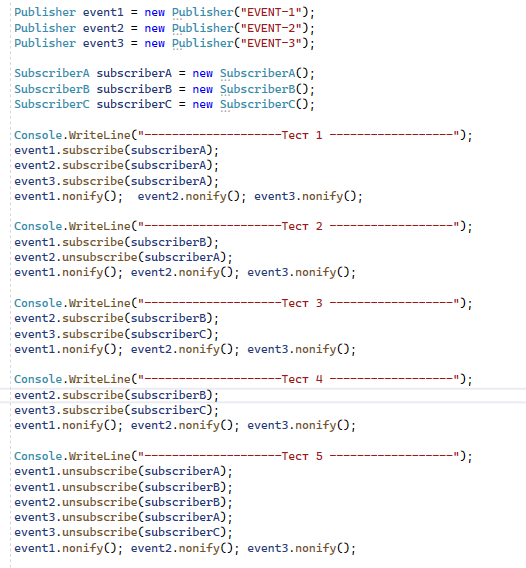 Publisher event1 = new Publisher("EVENT-1");
Publisher event2 = new Publisher("EVENT-2");
Publisher event3 = new Publisher("EVENT-3");
SubscriberA subscriberA = new SubscriberA();
SubscriberB subscriberB = new SubscriberB();
SubscriberC subscriberC = new SubscriberC();
Console.WriteLine("--------------------Тест 1 ------------------");
event1.subscribe(subscriberA);
event2.subscribe(subscriberA);
event3.subscribe(subscriberA);
event1.nonify();  event2.nonify(); event3.nonify();
Console.WriteLine("--------------------Тест 2 ------------------");
event1.subscribe(subscriberB);
event2.unsubscribe(subscriberA);
event1.nonify(); event2.nonify(); event3.nonify();
Console.WriteLine("--------------------Тест 3 ------------------");
event2.subscribe(subscriberB);
event3.subscribe(subscriberC);
event1.nonify(); event2.nonify(); event3.nonify();
Console.WriteLine("--------------------Тест 4 ------------------");
event2.subscribe(subscriberB);
event3.subscribe(subscriberC);
event1.nonify(); event2.nonify(); event3.nonify();
Console.WriteLine("--------------------Тест 5 ------------------");
event1.unsubscribe(subscriberA);
event1.unsubscribe(subscriberB);
event2.unsubscribe(subscriberB);
event3.unsubscribe(subscriberA);
event3.unsubscribe(subscriberC);
event1.nonify(); event2.nonify(); event3.nonify();